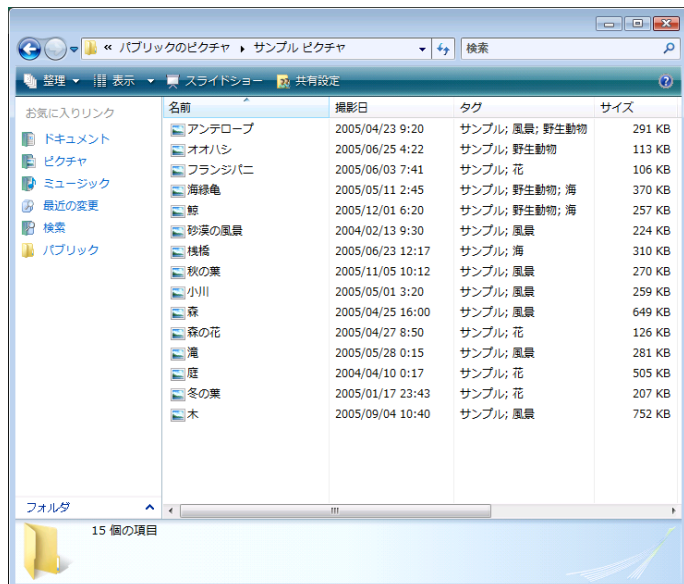 « パブリックのピクチャ サンプル ピクチャ 検索
整理 表示 スライドショー 共有設定
お気に入りリンク
ドキュメント
ピクチャ
ミュージック
最近の変更
検索
パブリック
名前 撮影日 タグ サイズ
アンテロープ 2005/04/23 9:20 サンプル; 風景; 野生動物 291 KB
オオハシ 2005/06/25 4:22 サンプル; 野生動物 113 KB
フランジパニ 2005/06/03 7:41 サンプル; 花 106 KB
海緑亀 2005/05/11 2:45 サンプル; 野生動物; 海 370 KB
鯨 2005/12/01 6:20 サンプル; 野生動物; 海 257 KB
砂漠の風景 2004/02/13 9:30 サンプル; 風景 224 KB
桟橋 2005/06/23 12:17 サンプル; 海 310 KB
秋の葉 2005/11/05 10:12 サンプル; 風景 270 KB
小川 2005/05/01 3:20 サンプル; 風景 259 KB
森 2005/04/25 16:00 サンプル; 風景 649 KB
森の花 2005/04/27 8:50 サンプル; 花 126 KB
滝 2005/05/28 0:15 サンプル; 風景 281 KB
庭 2004/04/10 0:17 サンプル; 花 505 KB
冬の葉 2005/01/17 23:43 サンプル; 花 207 KB
木 2005/09/04 10:40 サンプル; 風景 752 KB
フォルダ
15 個の項目